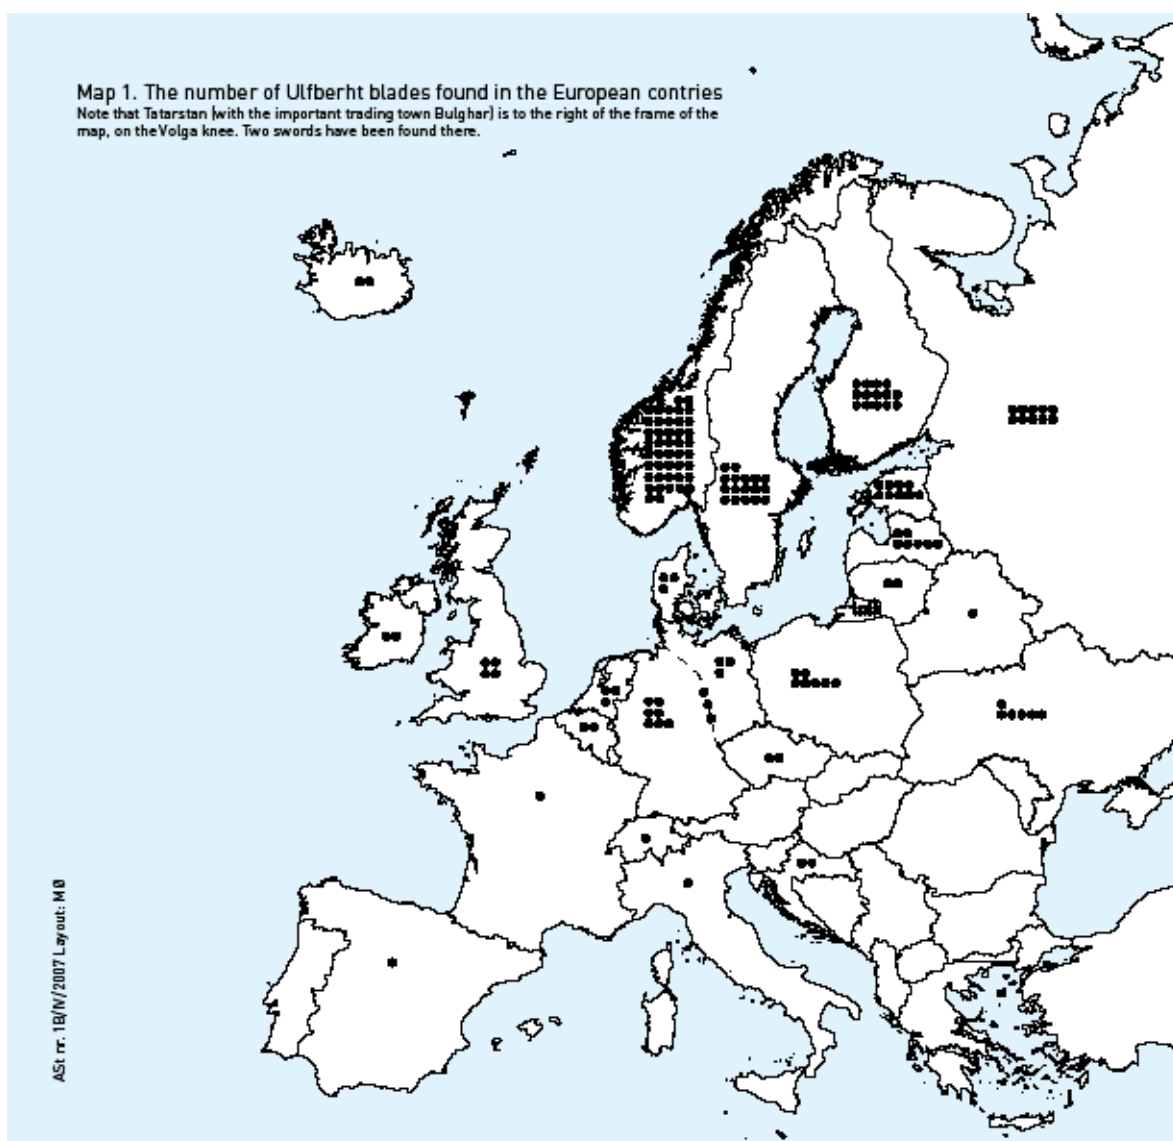 Map 1. The number of Ulfberht blades found in the European contries
Note that Tatarstan (with the important trading town Bulghar) is to the right of the frame of the
map, on the Volga knee. Two swords have been found there.
ASt nr. 1B/N/2007 Layout: MØ